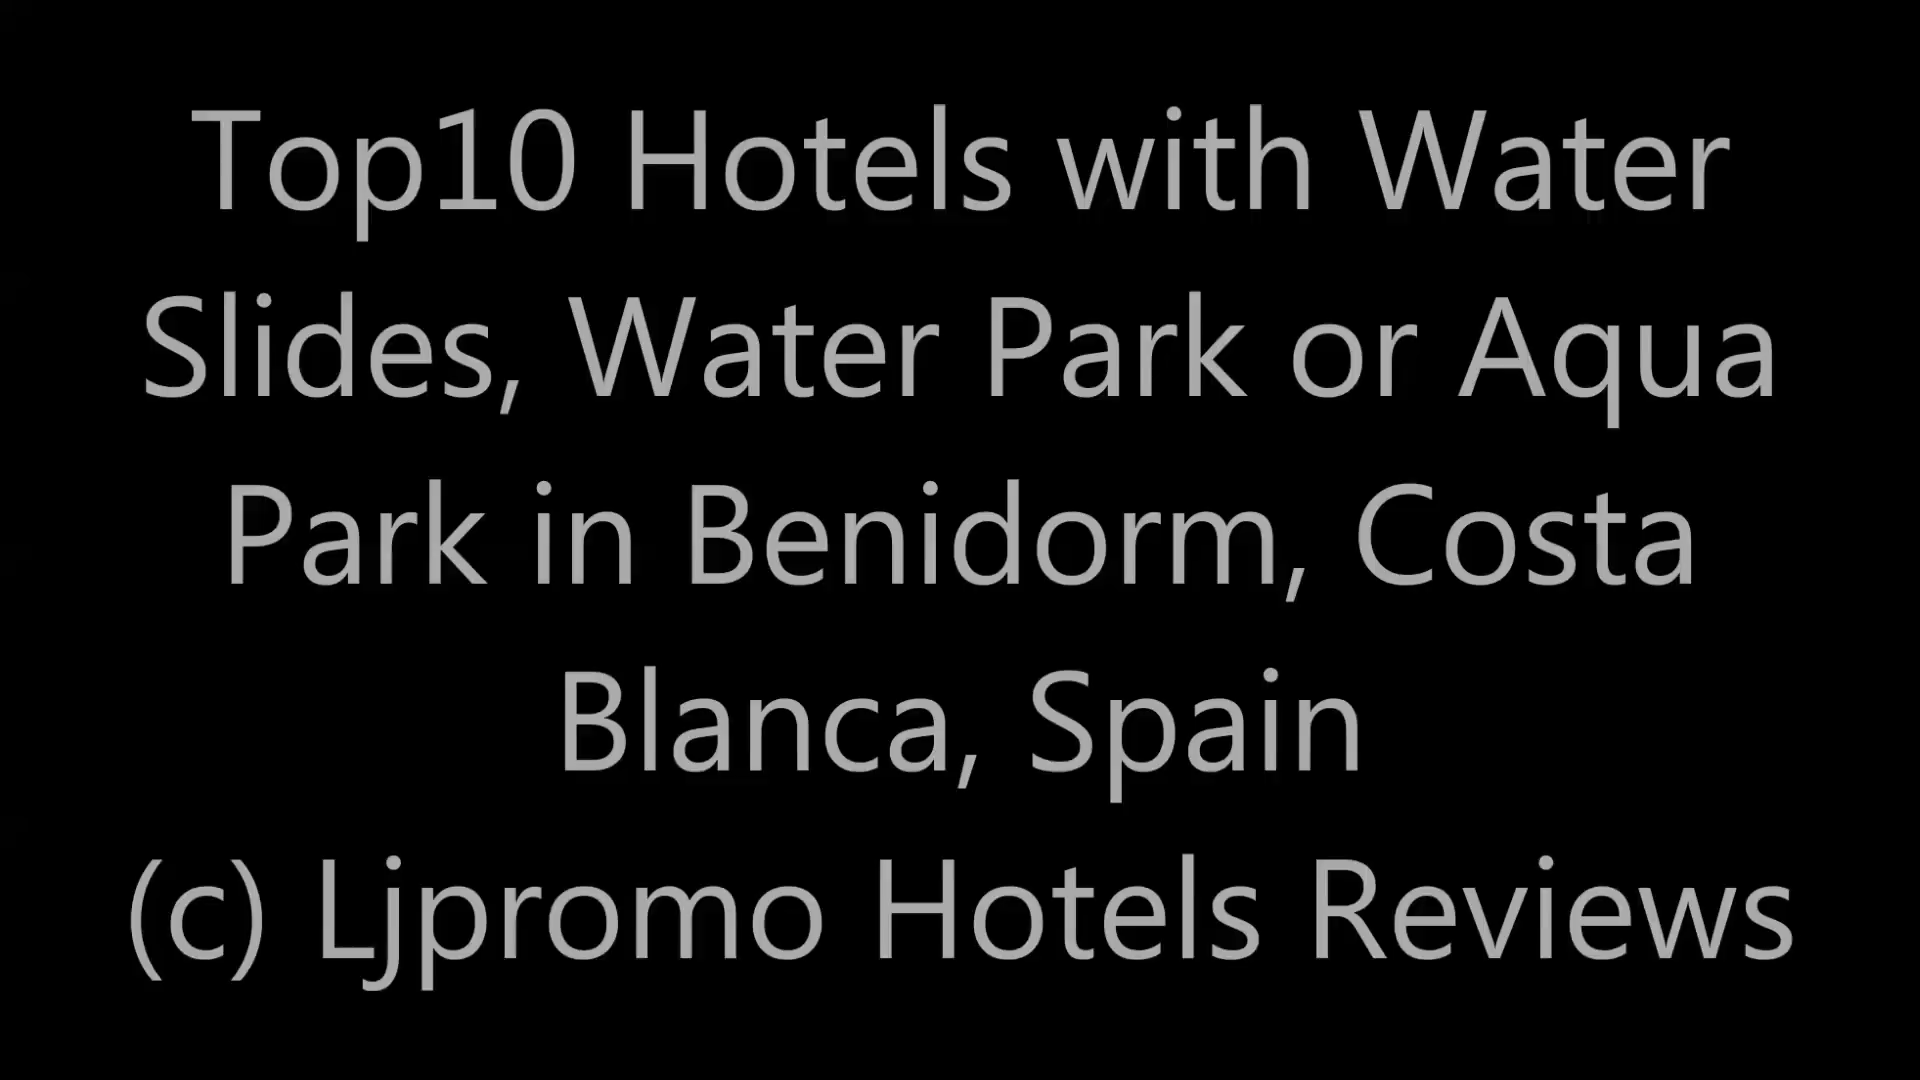 Top10 Hotels with Water
Slides, Water Park or Aqua
Park in Benidorm, Costa
Blanca, Spain
(c) Ljpromo Hotels Reviews